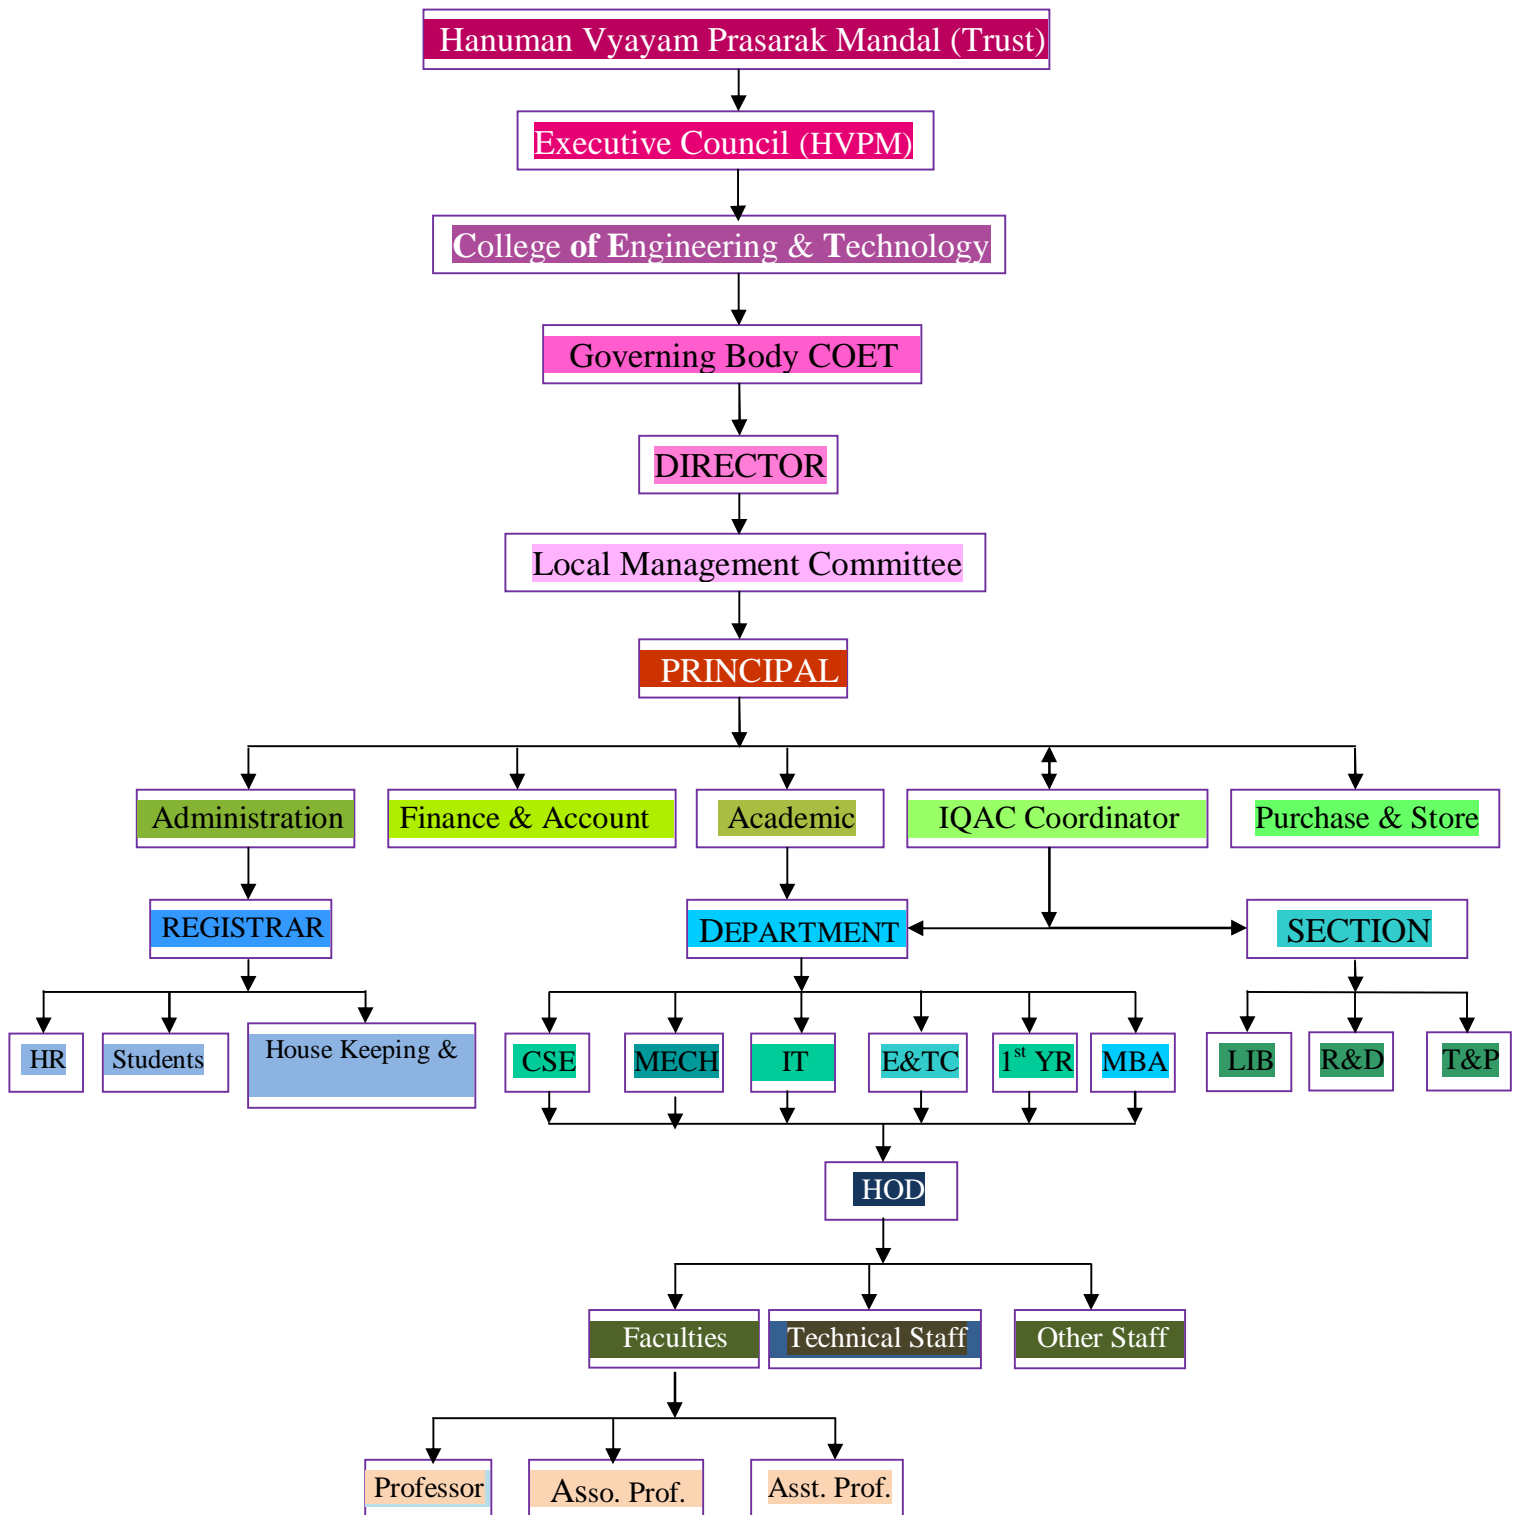 Hanuman Vyayam Prasarak Mandal (Trust)
Executive Council (HVPM)
College of Engineering & Technology
Governing Body COET
DIRECTOR
Local Management Committee
PRINCIPAL
Administration
Finance & Account
Academic
IQAC Coordinator
Purchase & Store
REGISTRAR
DEPARTMENT
SECTION
HR
Students
House Keeping &
CSE
MECH
IT
E&TC
1st YR
MBA
LIB
R&D
T&P
HOD
Faculties
Technical Staff
Other Staff
Professor
Asso. Prof.
Asst. Prof.